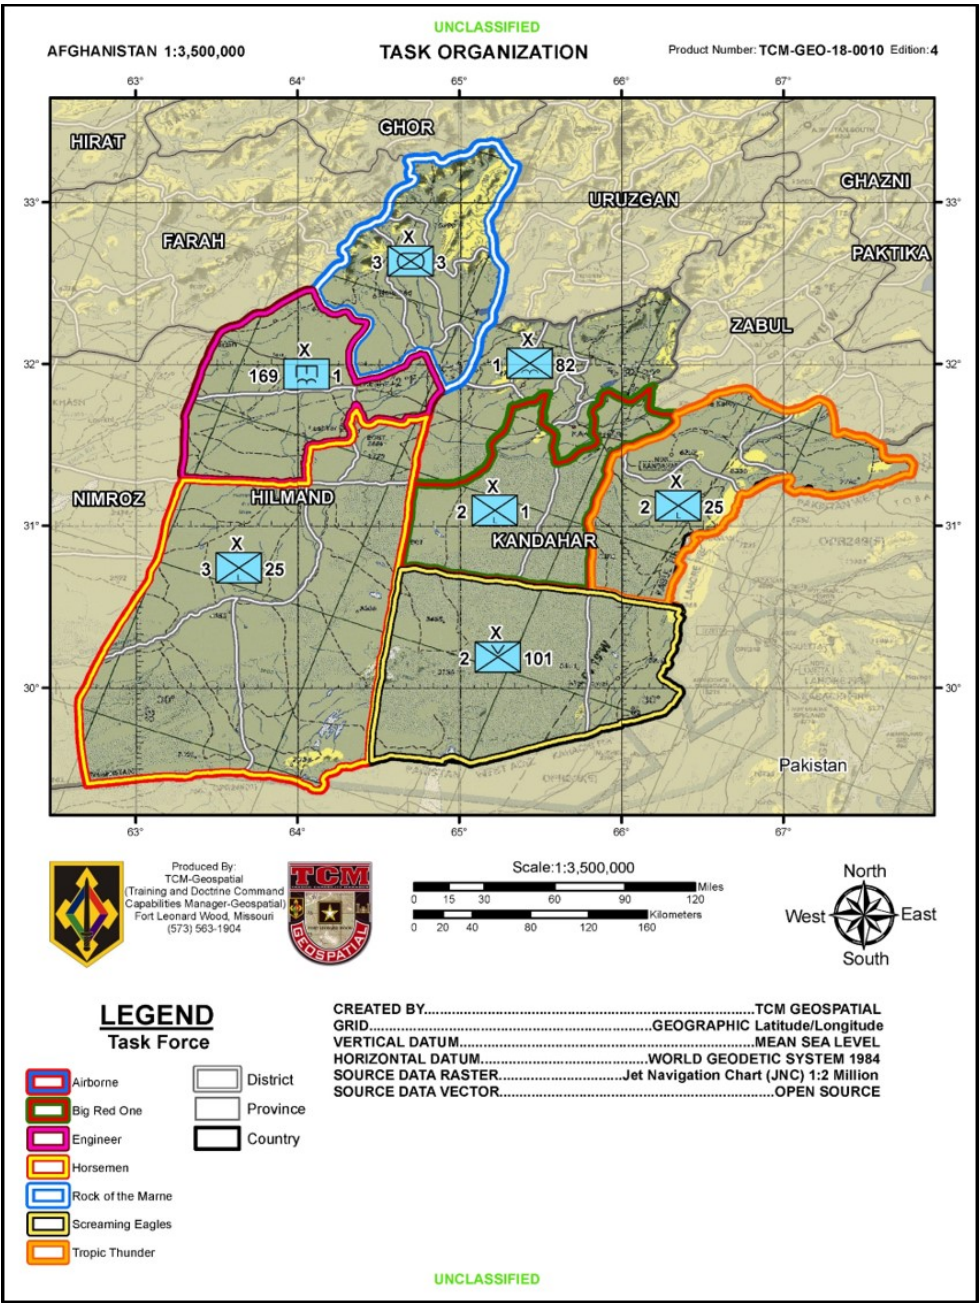 UNCLASSIFIED
AFGHANISTAN 1:3,500,000
TASK ORGANIZATION
Product Number: TCM-GEO-18-0010 Edition: 4
63° 64° 65° 66° 67°
HIRAT
GHOR
GHAZNI
33° 33°
URUZGAN
FARAH
PAKTIKA
X
3 3
ZABUL
X
1 82
32° 32°
X
169 1
NIMROZ
HILMAND
X
2 1
X
2 25
31° 31°
KANDAHAR
X
3 25
X
2 101
30° 30°
Pakistan
63° 64° 65° 66° 67°
Produced By:
TCM-Geospatial
(Training and Doctrine Command
Capabilities Manager-Geospatial)
Fort Leonard Wood, Missouri
(573) 563-1904
TCM
GEOSPATIAL
Scale:1:3,500,000
Miles
0 15 30 60 90 120
Kilometers
0 20 40 80 120 160
North
West East
South
LEGEND
Task Force
Airborne
Big Red One
Engineer
Horsemen
Rock of the Marne
Screaming Eagles
Tropic Thunder
District
Province
Country
CREATED BY....................................................................TCM GEOSPATIAL
GRID..........................................................GEOGRAPHIC Latitude/Longitude
VERTICAL DATUM............................................................MEAN SEA LEVEL
HORIZONTAL DATUM...................................WORLD GEODETIC SYSTEM 1984
SOURCE DATA RASTER.........................Jet Navigation Chart (JNC) 1:2 Million
SOURCE DATA VECTOR........................................................OPEN SOURCE
UNCLASSIFIED